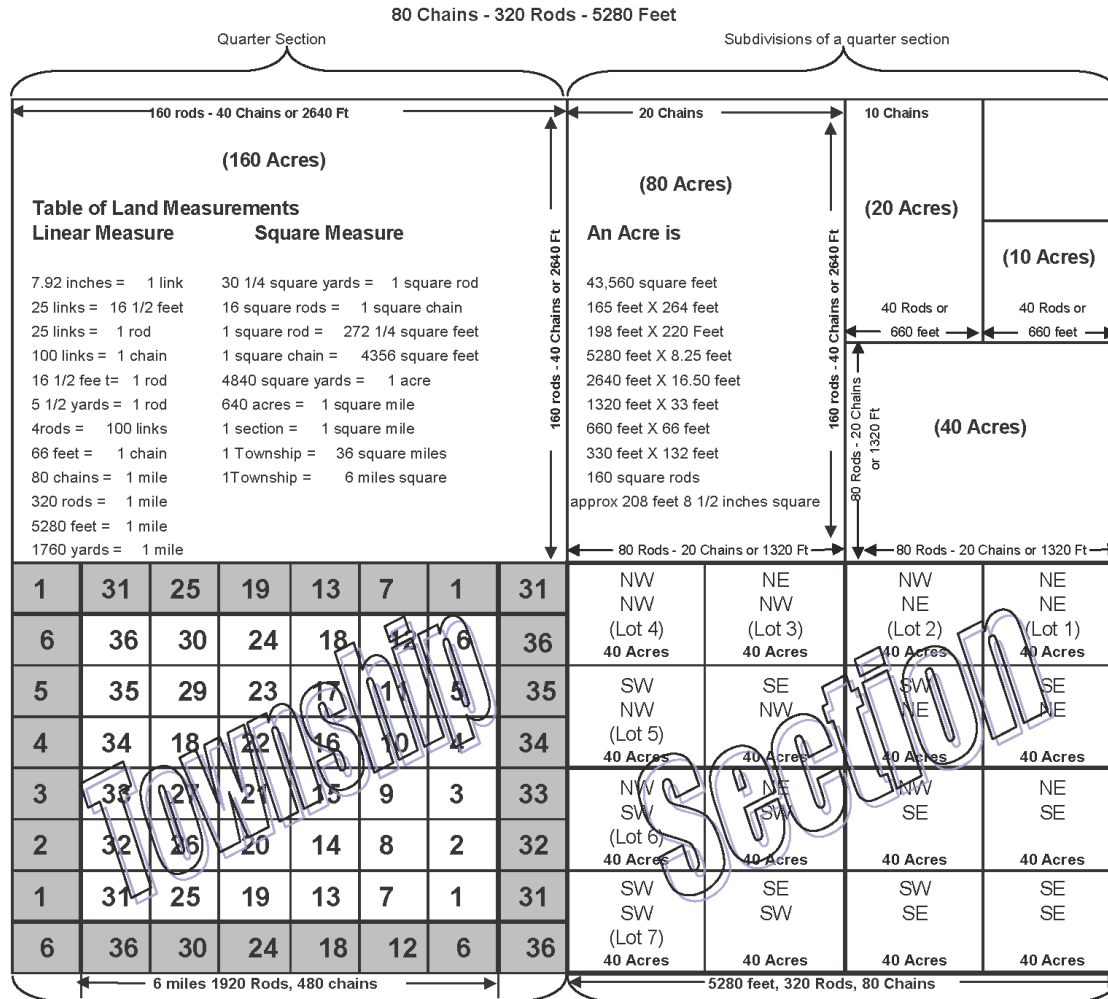 80 Chains - 320 Rods - 5280 Feet
Quarter Section
Subdivisions of a quarter section
160 rods - 40 Chains or 2640 Ft
(160 Acres)
160 rods - 40 Chains or 2640 Ft
Table of Land Measurements
Linear Measure
7.92 inches = 1 link
25 links = 16 1/2 feet
25 links = 1 rod
100 links = 1 chain
16 1/2 fee t= 1 rod
5 1/2 yards = 1 rod
4rods = 100 links
66 feet = 1 chain
80 chains = 1 mile
320 rods = 1 mile
5280 feet = 1 mile
1760 yards = 1 mile
Square Measure
30 1/4 square yards = 1 square rod
16 square rods = 1 square chain
1 square rod = 272 1/4 square feet
1 square chain = 4356 square feet
4840 square yards = 1 acre
640 acres = 1 square mile
1 section = 1 square mile
1 Township = 36 square miles
1Township = 6 miles square
20 Chains
(80 Acres)
160 rods - 40 Chains or 2640 Ft
An Acre is
43,560 square feet
165 feet X 264 feet
198 feet X 220 Feet
5280 feet X 8.25 feet
2640 feet X 16.50 feet
1320 feet X 33 feet
660 feet X 66 feet
330 feet X 132 feet
160 square rods
approx 208 feet 8 1/2 inches square
80 Rods - 20 Chains or 1320 Ft
10 Chains
(20 Acres)
40 Rods or
660 feet
(10 Acres)
40 Rods or
660 feet
80 Rods - 20 Chains
or 1320 Ft
(40 Acres)
80 Rods - 20 Chains or 1320 Ft
1 31 25 19 13 7 1 31
6 36 30 24 18 12 6 36
5 35 29 23 17 11 5 35
4 34 18 22 16 10 4 34
3 33 27 21 15 9 3 33
2 32 26 20 14 8 2 32
1 31 25 19 13 7 1 31
6 36 30 24 18 12 6 36
Township
6 miles 1920 Rods, 480 chains
NW NE NW NE
NW NW NE NE
(Lot 4) (Lot 3) (Lot 2) (Lot 1)
40 Acres 40 Acres 40 Acres 40 Acres
SW SE SW SE
NW NW NE NE
(Lot 5)
40 Acres 40 Acres 40 Acres 40 Acres
NW NE NW NE
SW SW SE SE
(Lot 6)
40 Acres 40 Acres 40 Acres 40 Acres
SW SE SW SE
SW SW SE SE
(Lot 7)
40 Acres 40 Acres 40 Acres 40 Acres
Section
5280 feet, 320 Rods, 80 Chains